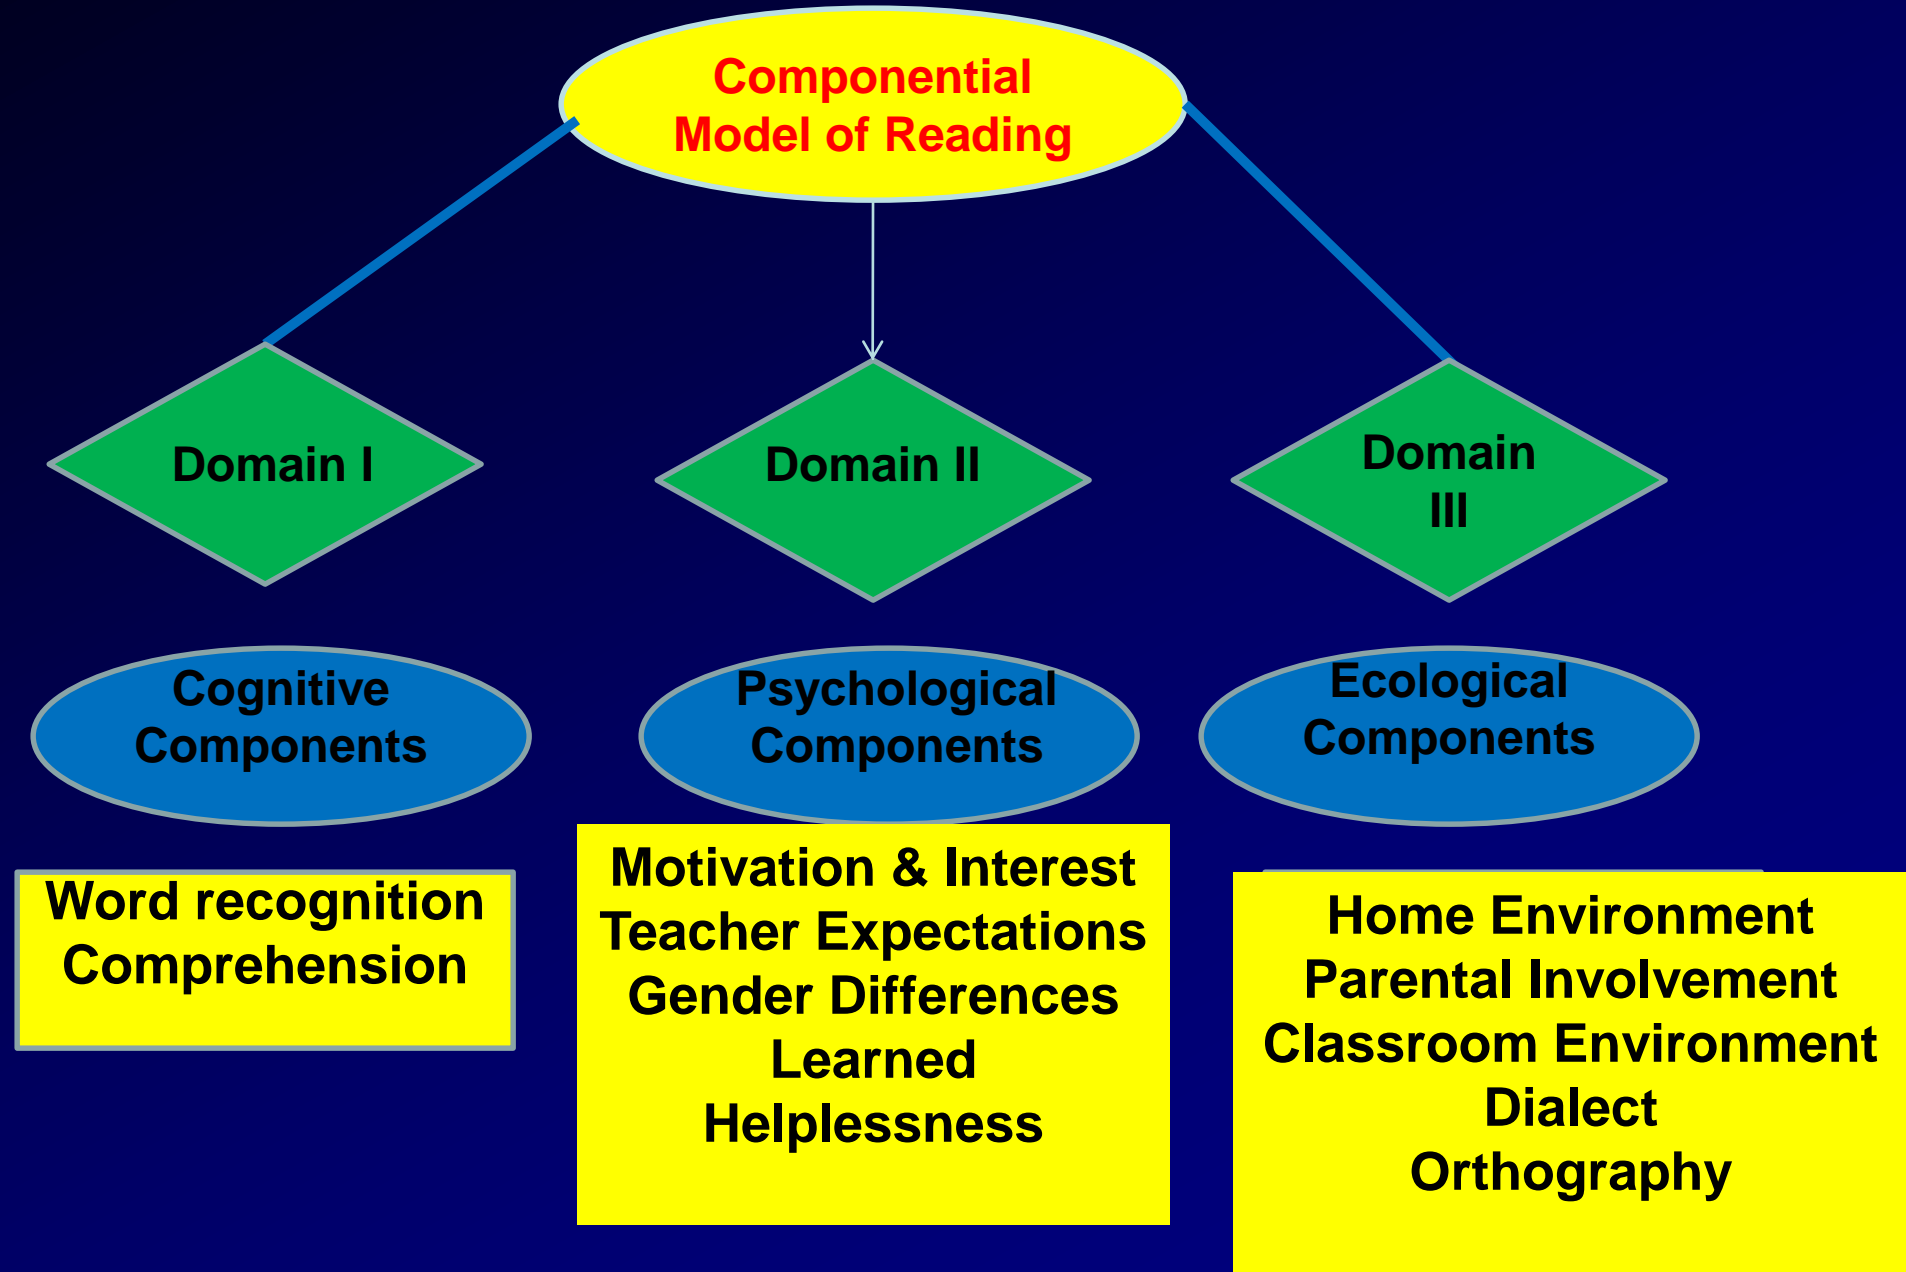 Componential
Model of Reading
Domain I
Domain II
Domain
III
Cognitive
Components
Psychological
Components
Ecological
Components
Word recognition
Comprehension
Motivation & Interest
Teacher Expectations
Gender Differences
Learned
Helplessness
Home Environment
Parental Involvement
Classroom Environment
Dialect
Orthography